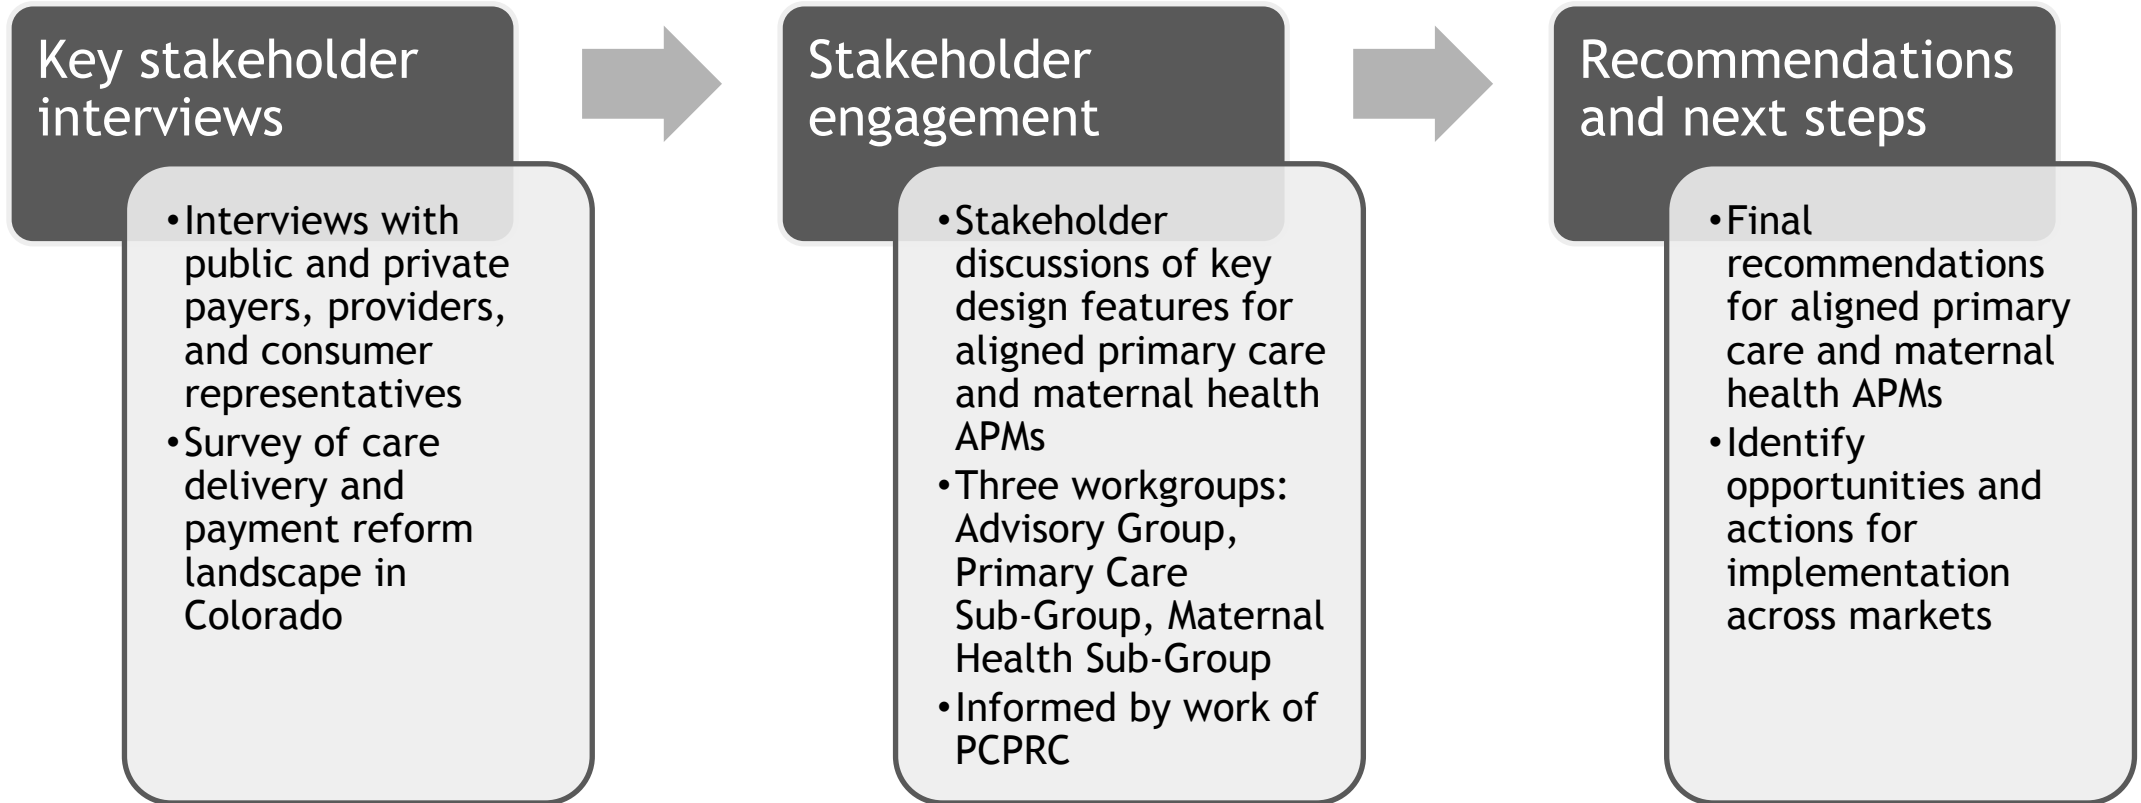 Key stakeholder
interviews
•Interviews with
public and private
payers, providers,
and consumer
representatives
•Survey of care
delivery and
payment reform
landscape in
Colorado
Stakeholder
engagement
•Stakeholder
discussions of key
design features for
aligned primary care
and maternal health
APMs
•Three workgroups:
Advisory Group,
Primary Care
Sub-Group, Maternal
Health Sub-Group
•Informed by work of
PCPRC
Recommendations
and next steps
•Final
recommendations
for aligned primary
care and maternal
health APMs
•Identify
opportunities and
actions for
implementation
across markets